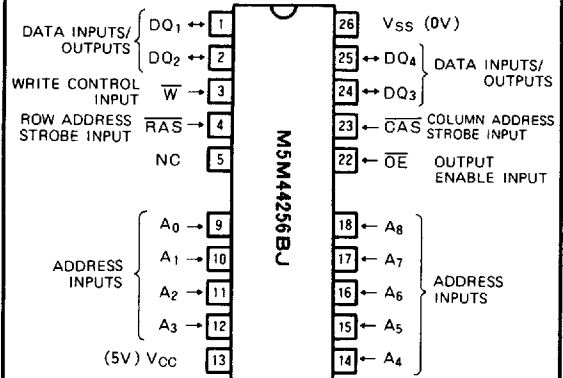 DATA INPUTS/
OUTPUTS
DQ1 1
DQ2 2
WRITE CONTROL
INPUT
W 3
ROW ADDRESS
STROBE INPUT
RAS 4
NC 5
ADDRESS
INPUTS
A0 9
A1 10
A2 11
A3 12
(5V) VCC 13
M5M44256BJ
26 VSS (0V)
25 DQ4
24 DQ3
DATA INPUTS/
OUTPUTS
23 CAS
COLUMN ADDRESS
STROBE INPUT
22 OE
OUTPUT
ENABLE INPUT
18 A8
17 A7
16 A6
15 A5
14 A4
ADDRESS
INPUTS